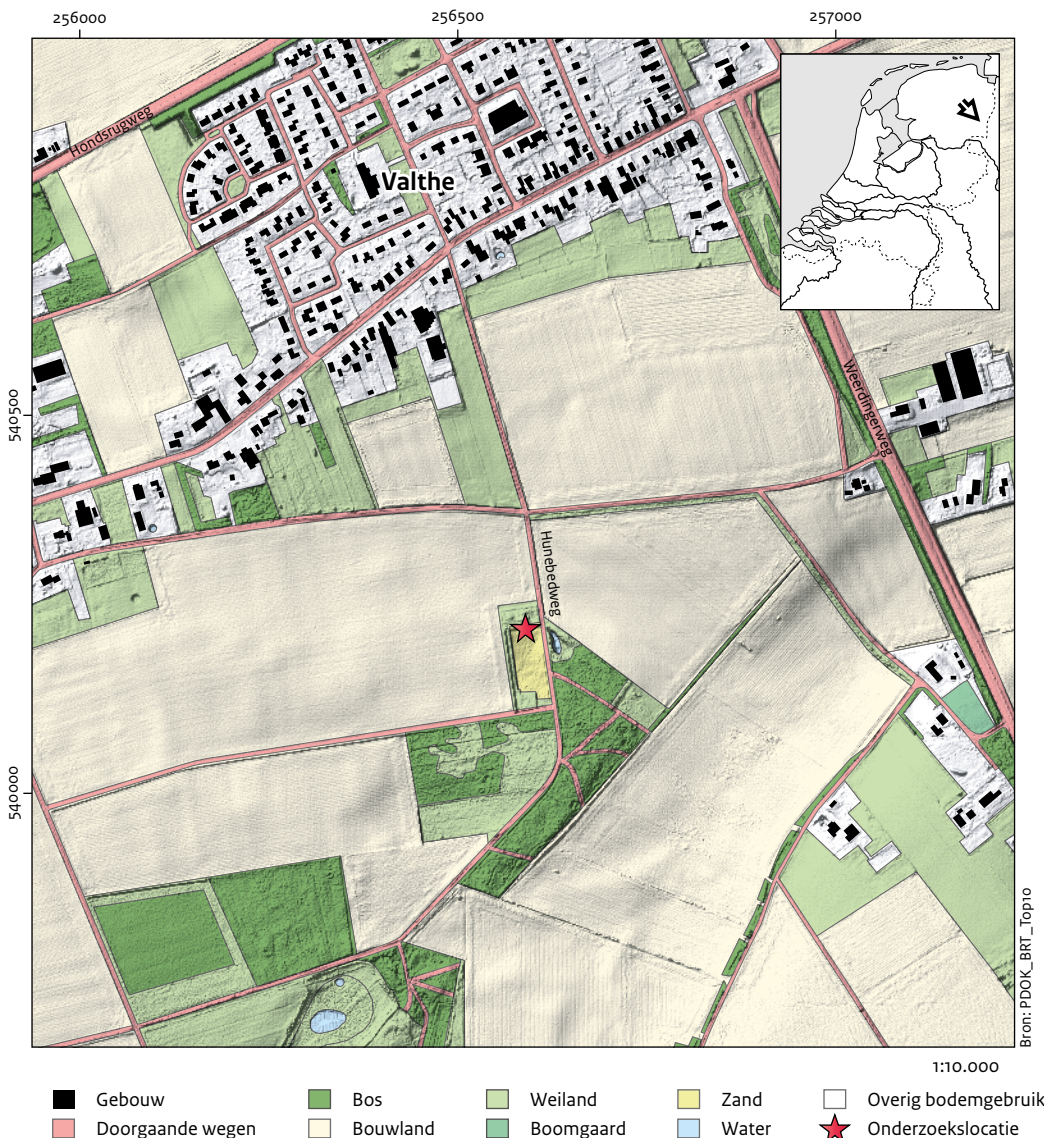 256000
256500
257000
Hondsrugweg
Valthe
540500
Weerdingerweg
Hunebedweg
540000
Bron: PDOK_BRT_Top10
1:10.000
Gebouw
Bos
Weiland
Zand
Overig bodemgebruik
Doorgaande wegen
Bouwland
Boomgaard
Water
Onderzoekslocatie